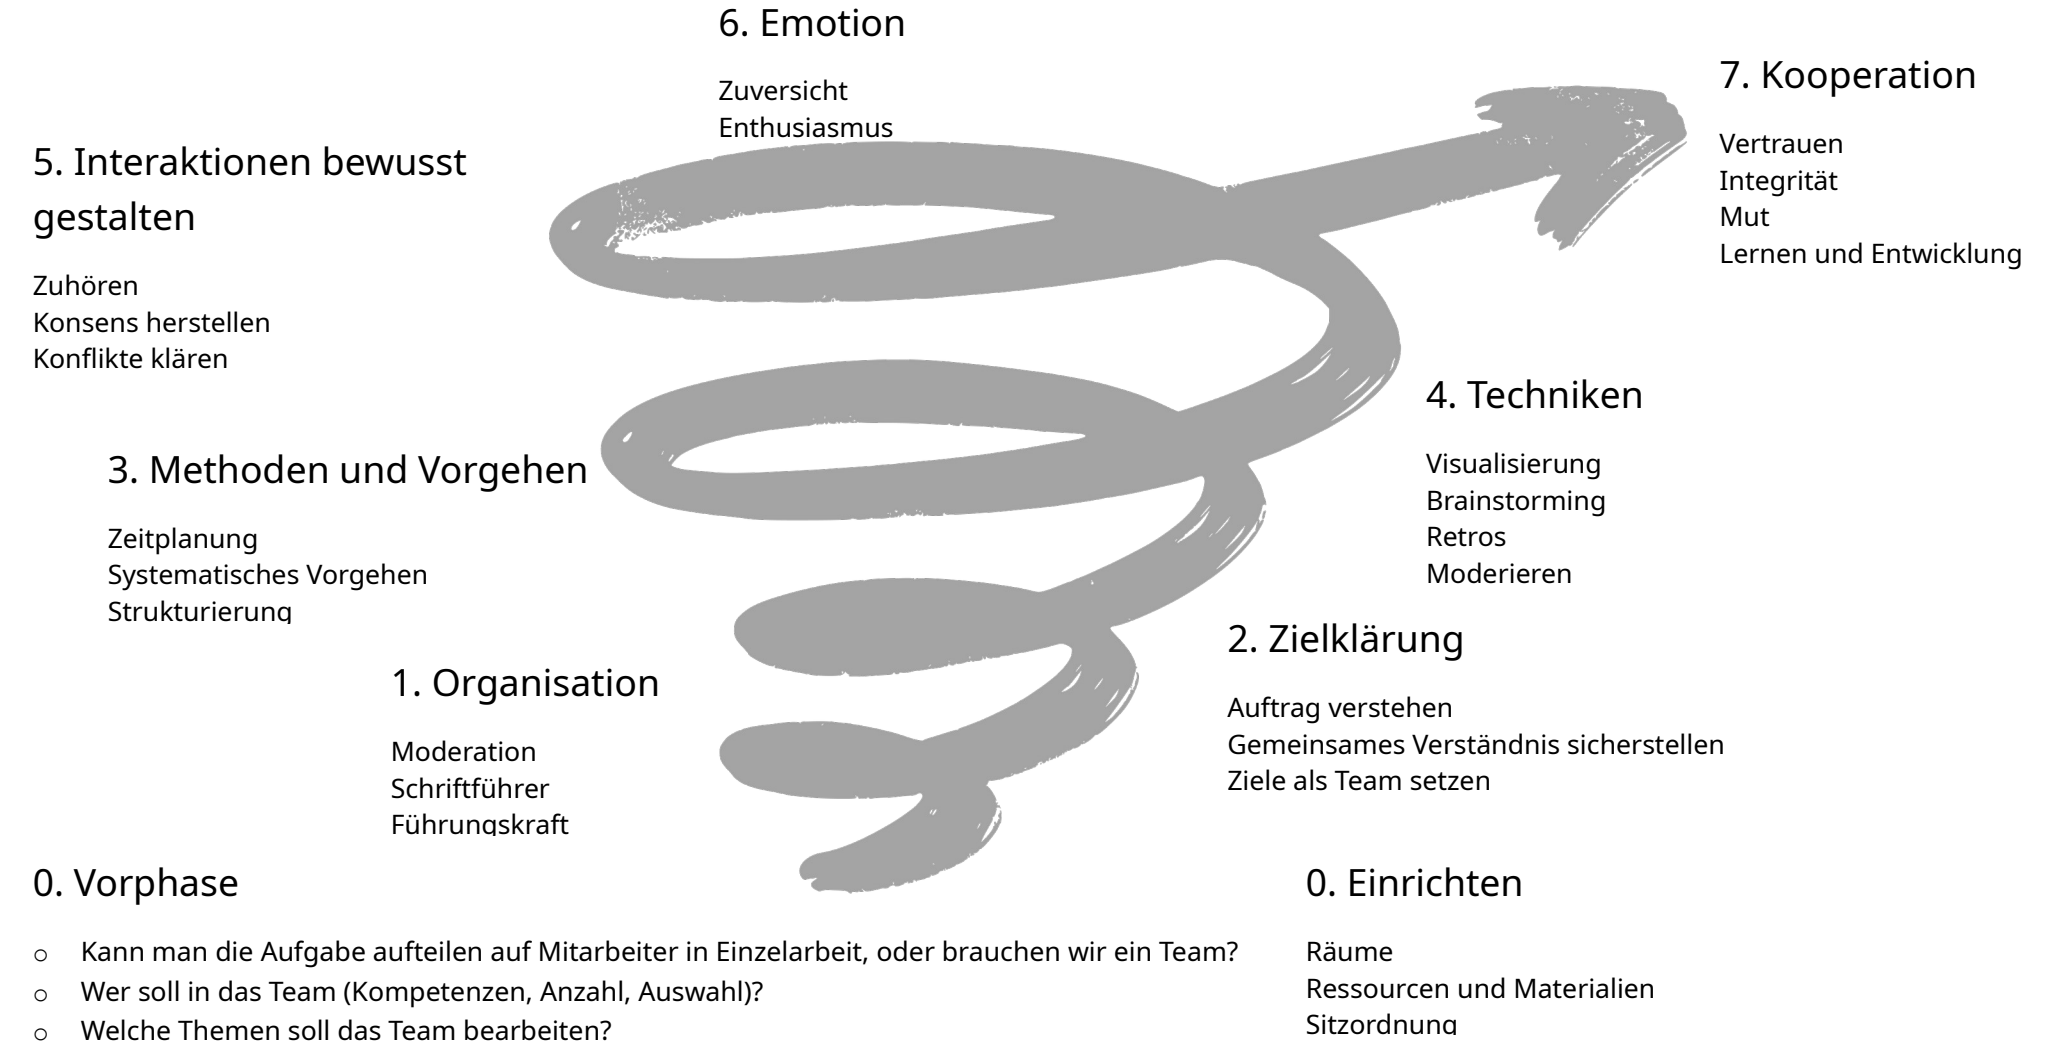 6. Emotion
Zuversicht
Enthusiasmus
7. Kooperation
Vertrauen
Integrität
Mut
Lernen und Entwicklung
5. Interaktionen bewusst
gestalten
Zuhören
Konsens herstellen
Konflikte klären
4. Techniken
Visualisierung
Brainstorming
Retros
Moderieren
3. Methoden und Vorgehen
Zeitplanung
Systematisches Vorgehen
Strukturierung
2. Zielklärung
Auftrag verstehen
Gemeinsames Verständnis sicherstellen
Ziele als Team setzen
1. Organisation
Moderation
Schriftführer
Führungskraft
0. Vorphase
○ Kann man die Aufgabe aufteilen auf Mitarbeiter in Einzelarbeit, oder brauchen wir ein Team?
○ Wer soll in das Team (Kompetenzen, Anzahl, Auswahl)?
○ Welche Themen soll das Team bearbeiten?
0. Einrichten
Räume
Ressourcen und Materialien
Sitzordnung